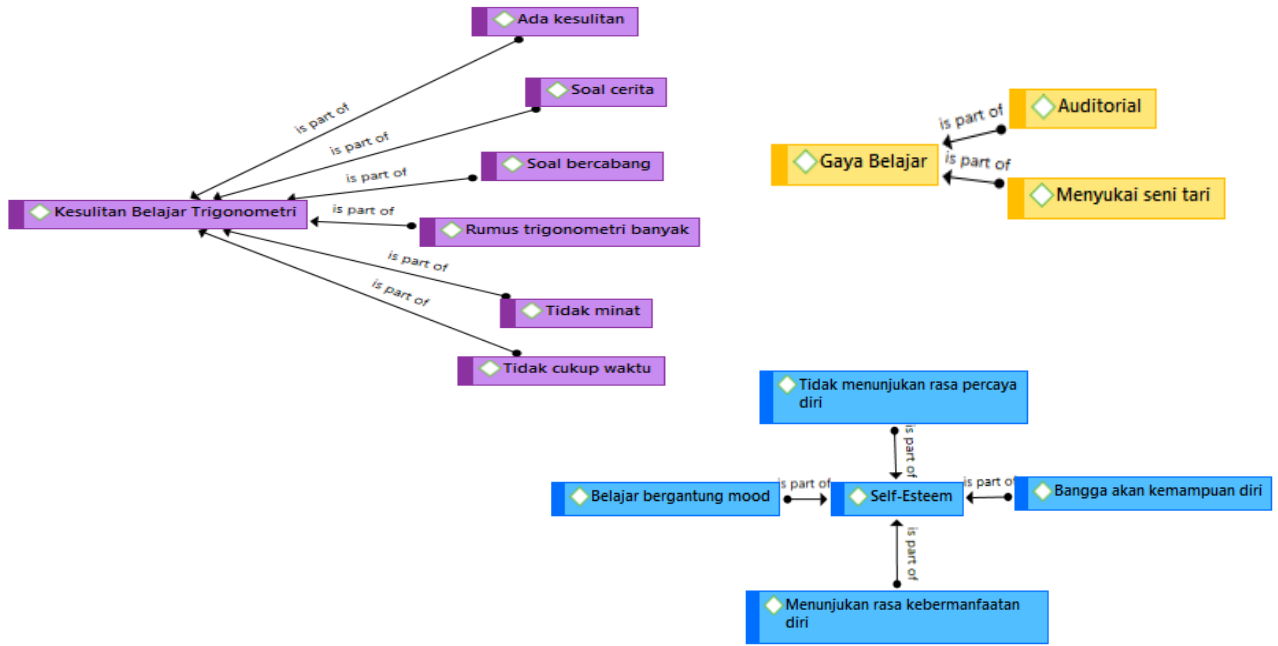 Ada kesulitan
is part of
Soal cerita
is part of
Soal bercabang
is part of
Kesulitan Belajar Trigonometri
is part of
Rumus trigonometri banyak
is part of
Tidak minat
is part of
Tidak cukup waktu
Auditorial
is part of
Gaya Belajar
is part of
Menyukai seni tari
Tidak menunjukan rasa percaya
diri
is part of
Belajar bergantung mood
is part of
Self-Esteem
is part of
Bangga akan kemampuan diri
is part of
Menunjukan rasa kebermanfaatan
diri